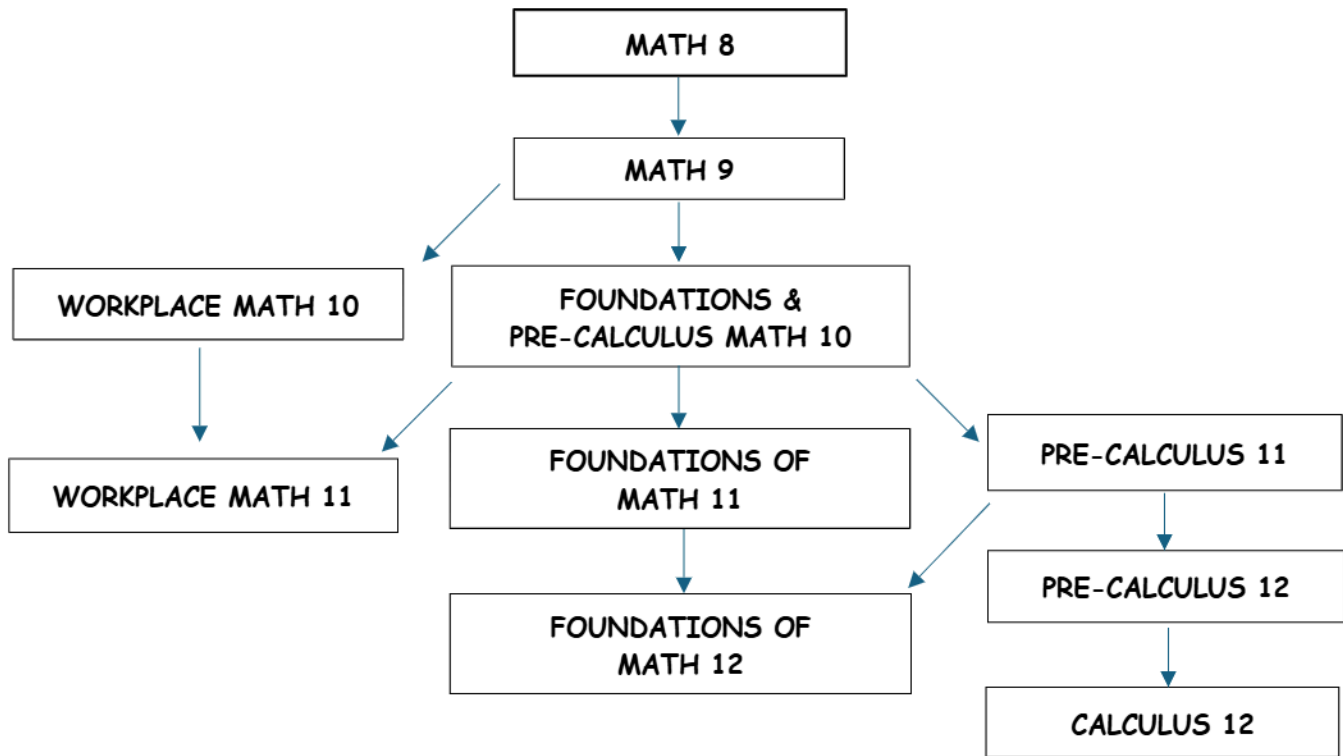 MATH 8
MATH 9
WORKPLACE MATH 10
FOUNDATIONS &
PRE-CALCULUS MATH 10
WORKPLACE MATH 11
FOUNDATIONS OF
MATH 11
PRE-CALCULUS 11
PRE-CALCULUS 12
FOUNDATIONS OF
MATH 12
CALCULUS 12